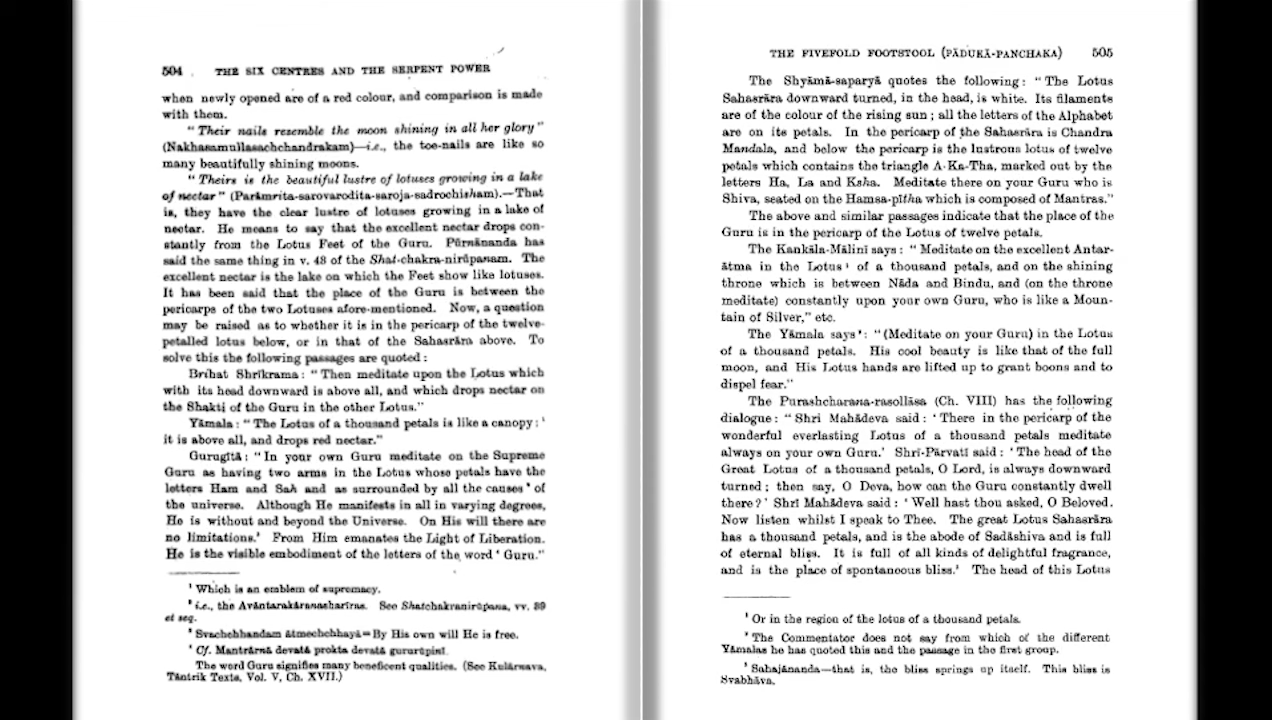 504 THE SIX CENTRES AND THE SERPENT POWER
when newly opened are of a red colour, and comparison is made
with them.
"Their nails resemble the moon shining in all her glory"
(Nakhasamullasachchandrakam)—i.e., the toe-nails are like so
many beautifully shining moons.
"Theirs is the beautiful lustre of lotuses growing in a lake
of nectar" (Parāmrita-sarovarodita-saroja-sadrochisham).—That
is, they have the clear lustre of lotuses growing in a lake of
nectar. He means to say that the excellent nectar drops con-
stantly from the Lotus Feet of the Guru. Pūrnānanda has
said the same thing in v. 43 of the Shat-chakra-nirūpanam. The
excellent nectar is the lake on which the Feet show like lotuses.
It has been said that the place of the Guru is between the
pericarps of the two Lotuses afore-mentioned. Now, a question
may be raised as to whether it is in the pericarp of the twelve-
petalled lotus below, or in that of the Sahasrāra above. To
solve this the following passages are quoted:
Brihat Shrīkrama: "Then meditate upon the Lotus which
with its head downward is above all, and which drops nectar on
the Shakti of the Guru in the other Lotus."
Yāmala: "The Lotus of a thousand petals is like a canopy:¹
it is above all, and drops red nectar."
Gurugītā: "In your own Guru meditate on the Supreme
Guru as having two arms in the Lotus whose petals have the
letters Ham and Sah and as surrounded by all the causes² of
the universe. Although He manifests in all in varying degrees,
He is without and beyond the Universe. On His will there are
no limitations.³ From Him emanates the Light of Liberation.
He is the visible embodiment of the letters of the word 'Guru."
¹ Which is an emblem of supremacy.
² i.e., the Avāntarakāranasharīras. See Shatchakranirūpana, vv. 39
et seq.
³ Svachchhandam ātmechchhayā=By His own will He is free.
⁴ Cf. Mantrārnā devatā prokta devatā gururūpinī.
The word Guru signifies many beneficent qualities. (See Kulārnava,
Tāntrik Texts, Vol. V, Ch. XVII.)
THE FIVEFOLD FOOTSTOOL (PĀDUKĀ-PANCHAKA) 505
The Shyāmā-saparyā quotes the following: "The Lotus
Sahasrāra downward turned, in the head, is white. Its filaments
are of the colour of the rising sun; all the letters of the Alphabet
are on its petals. In the pericarp of the Sahasrāra is Chandra
Mandala, and below the pericarp is the lustrous lotus of twelve
petals which contains the triangle A-Ka-Tha, marked out by the
letters Ha, La and Ksha. Meditate there on your Guru who is
Shiva, seated on the Hamsa-pītha which is composed of Mantras."
The above and similar passages indicate that the place of the
Guru is in the pericarp of the Lotus of twelve petals.
The Kankāla-Mālinī says: "Meditate on the excellent Antar-
ātma in the Lotus¹ of a thousand petals, and on the shining
throne which is between Nāda and Bindu, and (on the throne
meditate) constantly upon your own Guru, who is like a Moun-
tain of Silver," etc.
The Yāmala says²: "(Meditate on your Guru) in the Lotus
of a thousand petals. His cool beauty is like that of the full
moon, and His Lotus hands are lifted up to grant boons and to
dispel fear."
The Purashcharana-rasollāsa (Ch. VIII) has the following
dialogue: "Shri Mahādeva said: 'There in the pericarp of the
wonderful everlasting Lotus of a thousand petals meditate
always on your own Guru.' Shrī-Pārvatī said: 'The head of the
Great Lotus of a thousand petals, O Lord, is always downward
turned; then say, O Deva, how can the Guru constantly dwell
there?' Shrī Mahādeva said: 'Well hast thou asked, O Beloved.
Now listen whilst I speak to Thee. The great Lotus Sahasrāra
has a thousand petals, and is the abode of Sadāshiva and is full
of eternal bliss. It is full of all kinds of delightful fragrance,
and is the place of spontaneous bliss.³ The head of this Lotus
¹ Or in the region of the lotus of a thousand petals.
² The Commentator does not say from which of the different
Yāmalas he has quoted this and the passage in the first group.
³ Sahajānanda—that is, the bliss springs up itself. This bliss is
Svabhāva.